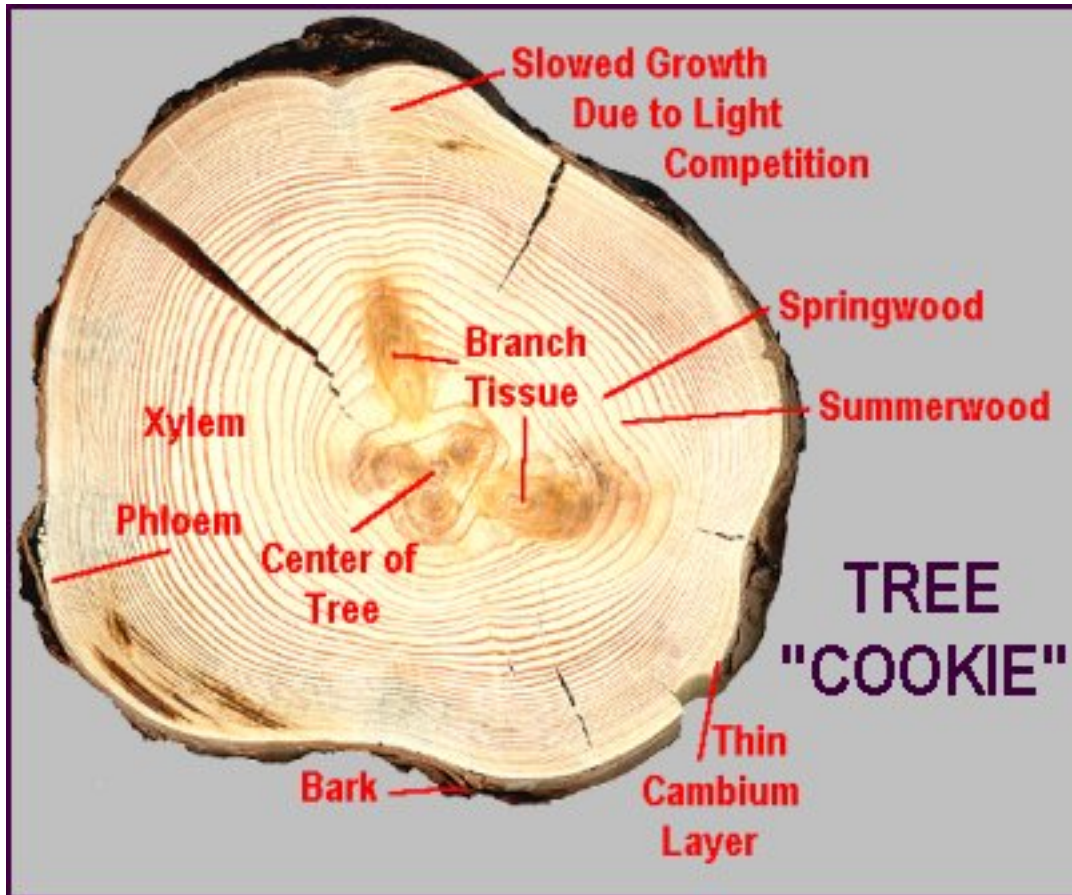 Slowed Growth
Due to Light
Competition
Springwood
Branch
Tissue
Summerwood
Xylem
Phloem
Center of
Tree
TREE
"COOKIE"
Thin
Cambium
Layer
Bark